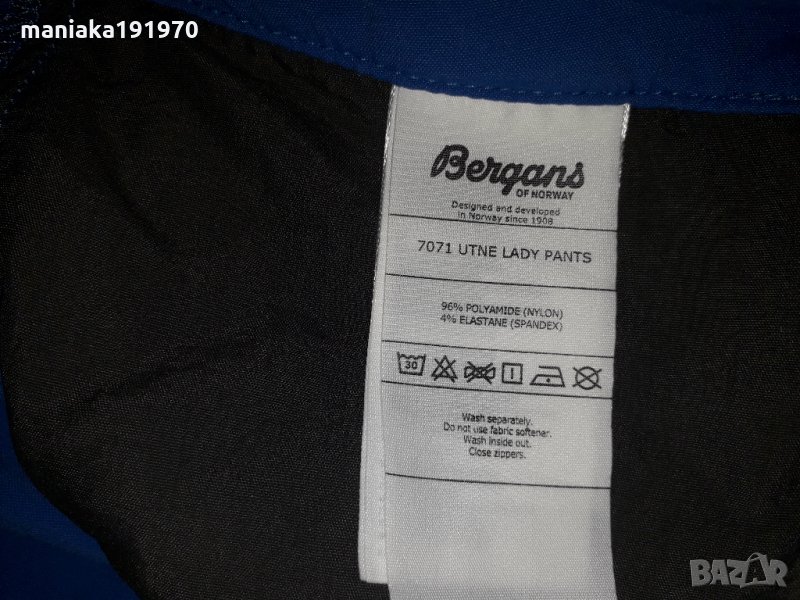 maniaka191970
Bergans
OF NORWAY
Designed and developed
in Norway since 1908
7071 UTNE LADY PANTS
96% POLYAMIDE (NYLON)
4% ELASTANE (SPANDEX)
30
Wash separately.
Do not use fabric softener.
Wash inside out.
Close zippers.
BAZAR